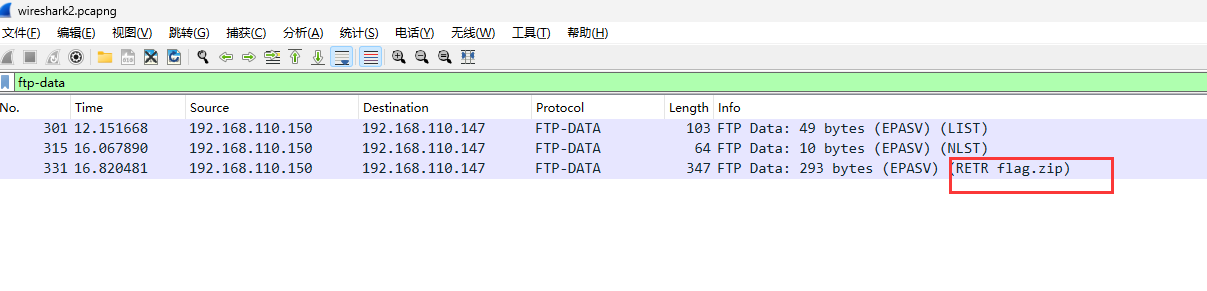 wireshark2.pcapng
文件(F) 编辑(E) 视图(V) 跳转(G) 捕获(C) 分析(A) 统计(S) 电话(Y) 无线(W) 工具(T) 帮助(H)
ftp-data
No. Time Source Destination Protocol Length Info
301 12.151668 192.168.110.150 192.168.110.147 FTP-DATA 103 FTP Data: 49 bytes (EPASV) (LIST)
315 16.067890 192.168.110.150 192.168.110.147 FTP-DATA 64 FTP Data: 10 bytes (EPASV) (NLST)
331 16.820481 192.168.110.150 192.168.110.147 FTP-DATA 347 FTP Data: 293 bytes (EPASV) (RETR flag.zip)